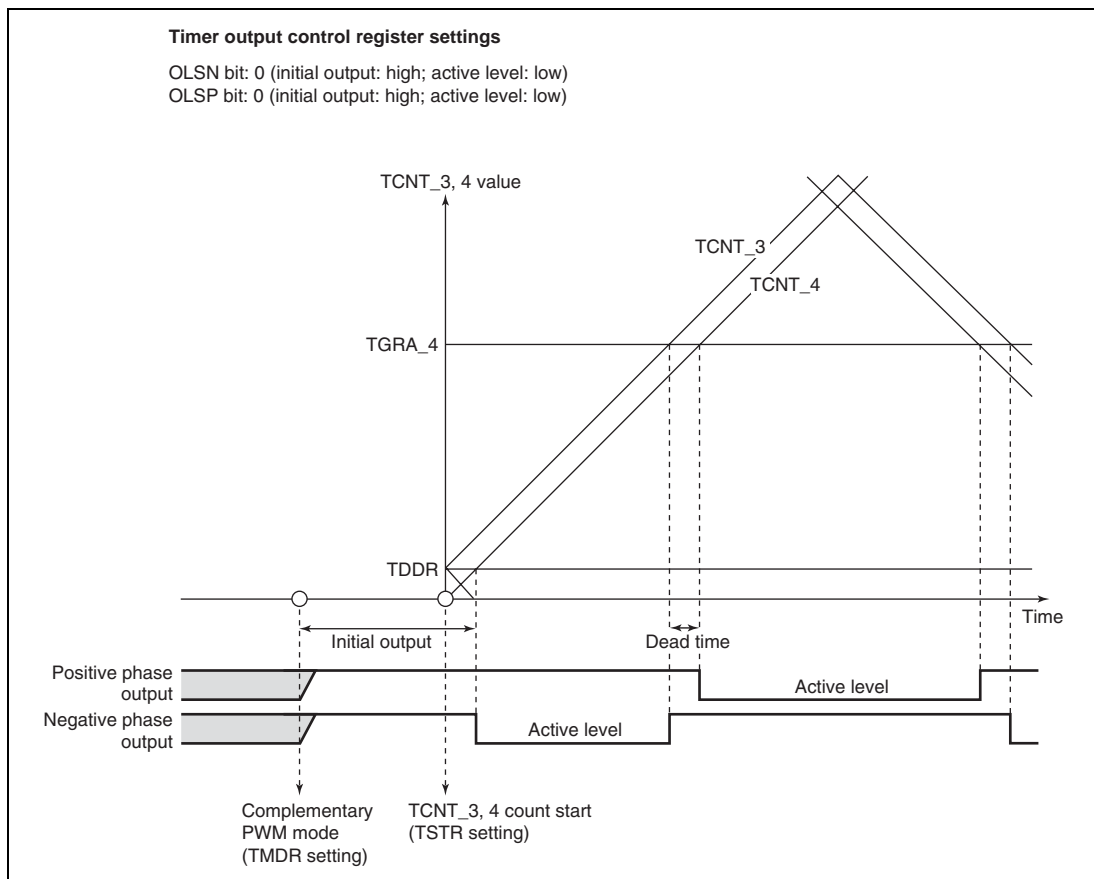 Timer output control register settings
OLSN bit: 0 (initial output: high; active level: low)
OLSP bit: 0 (initial output: high; active level: low)
TCNT_3, 4 value
TCNT_3
TCNT_4
TGRA_4
TDDR
Time
Initial output
Dead time
Positive phase
output
Active level
Negative phase
output
Active level
Complementary
PWM mode
(TMDR setting)
TCNT_3, 4 count start
(TSTR setting)